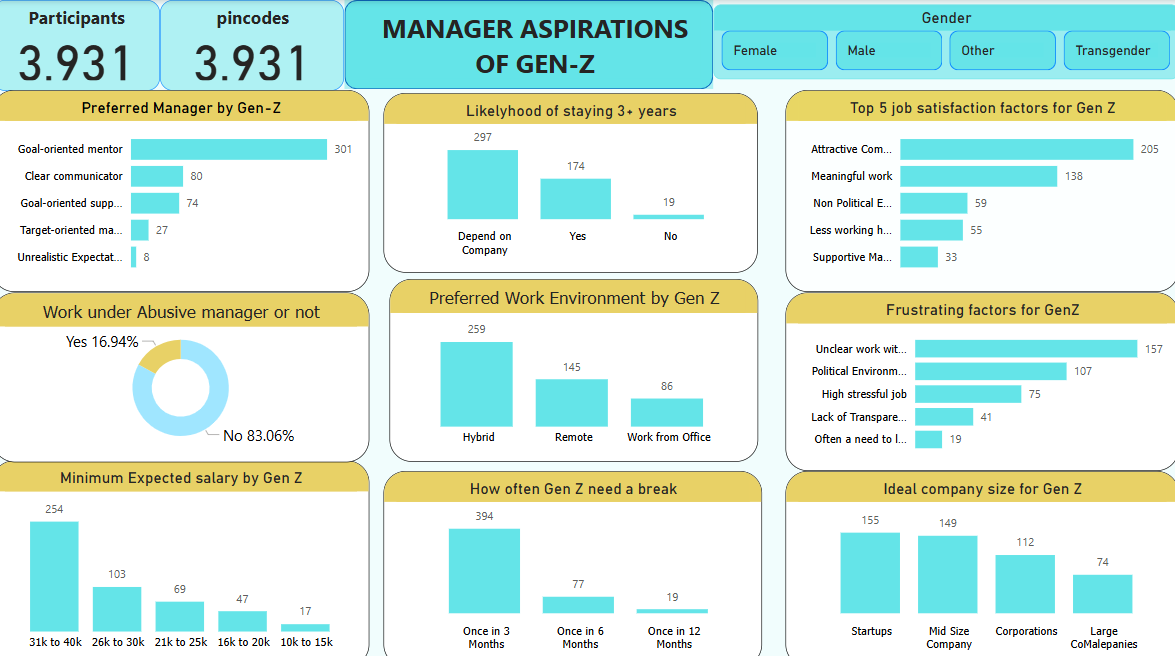 Participants
3.931
pincodes
3.931
MANAGER ASPIRATIONS
OF GEN-Z
Gender
Female
Male
Other
Transgender
Preferred Manager by Gen-Z
Goal-oriented mentor 301
Clear communicator 80
Goal-oriented supp... 74
Target-oriented ma... 27
Unrealistic Expectat... 8
Likelyhood of staying 3+ years
297
174
19
Depend on
Company
Yes
No
Top 5 job satisfaction factors for Gen Z
Attractive Com... 205
Meaningful work 138
Non Political E... 59
Less working h... 55
Supportive Ma... 33
Work under Abusive manager or not
Yes 16.94%
No 83.06%
Preferred Work Environment by Gen Z
259
145
86
Hybrid
Remote
Work from Office
Frustrating factors for GenZ
Unclear work wit... 157
Political Environm... 107
High stressful job 75
Lack of Transpare... 41
Often a need to l... 19
Minimum Expected salary by Gen Z
254
103
69
47
17
31k to 40k
26k to 30k
21k to 25k
16k to 20k
10k to 15k
How often Gen Z need a break
394
77
19
Once in 3
Months
Once in 6
Months
Once in 12
Months
Ideal company size for Gen Z
155
149
112
74
Startups
Mid Size
Company
Corporations
Large
CoMalepanies